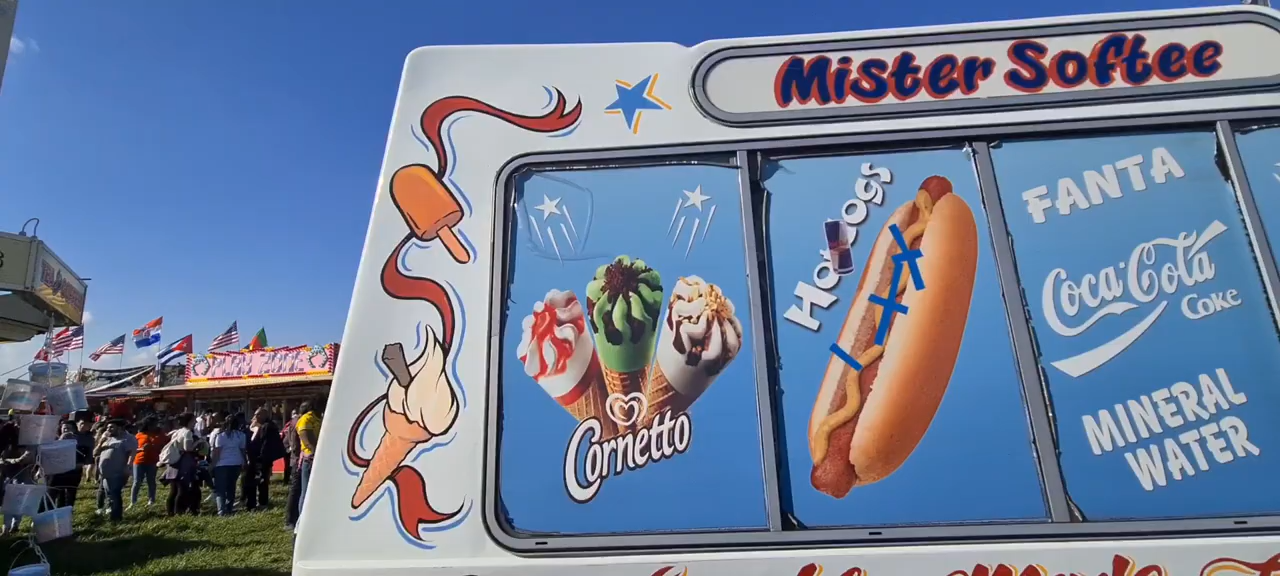 Mister Softee
Cornetto
Hot Dogs
FANTA
Coca-Cola
Coke
MINERAL
WATER